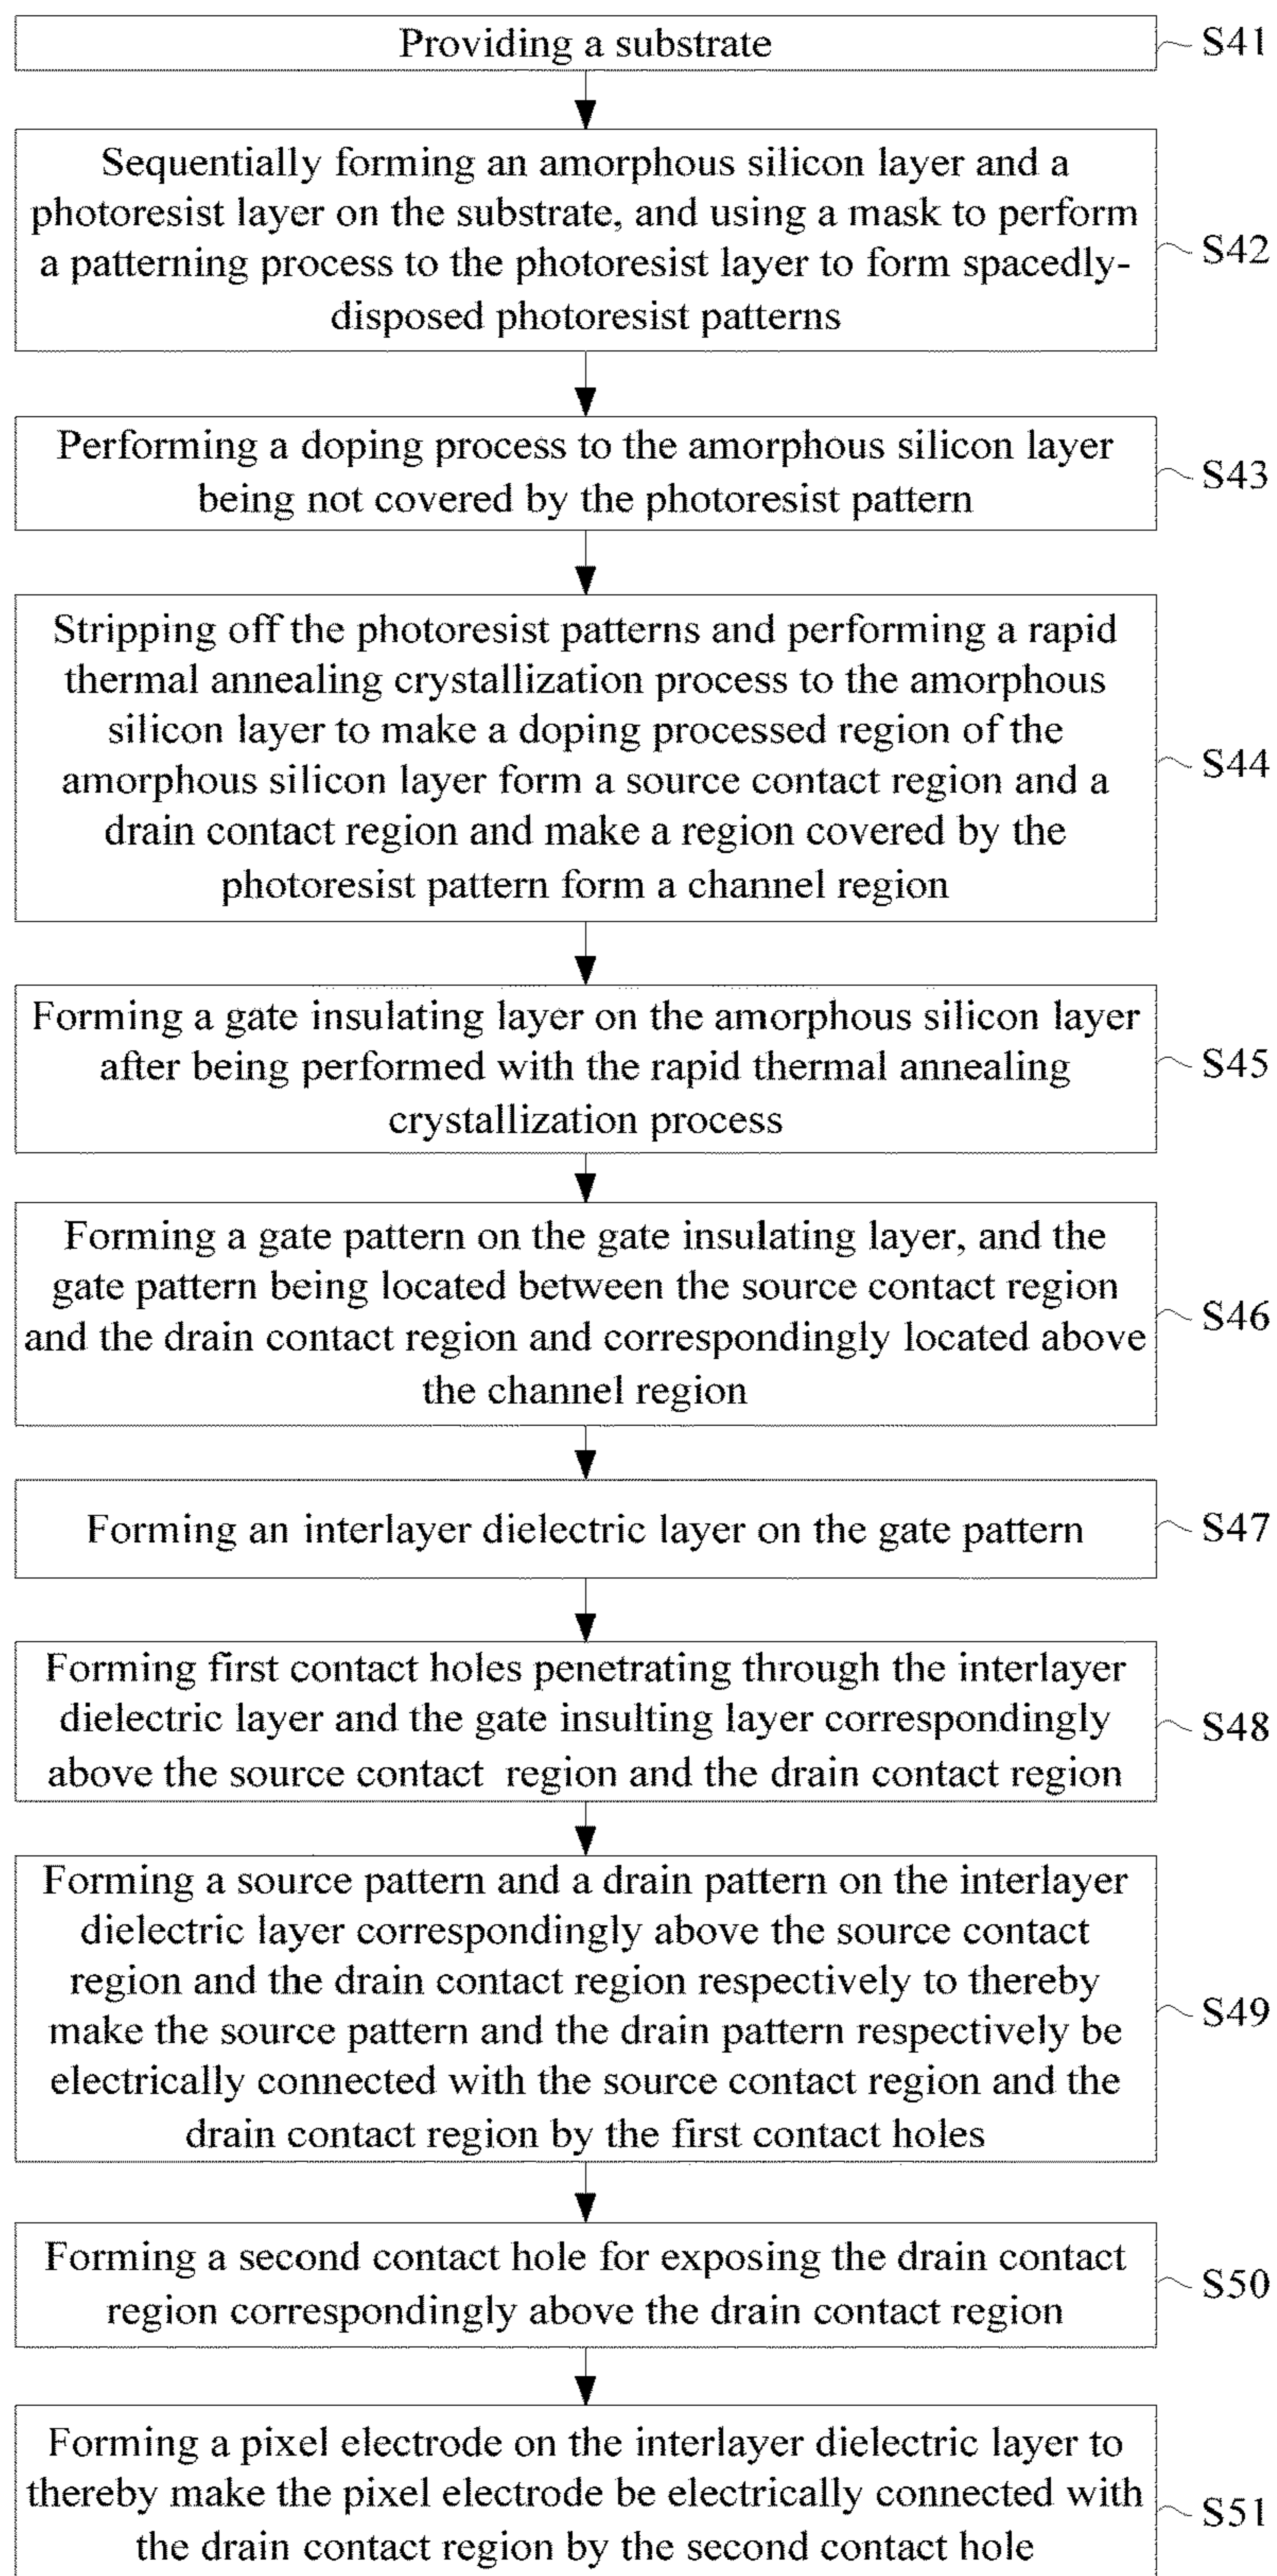 Providing a substrate
S41
Sequentially forming an amorphous silicon layer and a
photoresist layer on the substrate, and using a mask to perform
a patterning process to the photoresist layer to form spacedly-
disposed photoresist patterns
S42
Performing a doping process to the amorphous silicon layer
being not covered by the photoresist pattern
S43
Stripping off the photoresist patterns and performing a rapid
thermal annealing crystallization process to the amorphous
silicon layer to make a doping processed region of the
amorphous silicon layer form a source contact region and a
drain contact region and make a region covered by the
photoresist pattern form a channel region
S44
Forming a gate insulating layer on the amorphous silicon layer
after being performed with the rapid thermal annealing
crystallization process
S45
Forming a gate pattern on the gate insulating layer, and the
gate pattern being located between the source contact region
and the drain contact region and correspondingly located above
the channel region
S46
Forming an interlayer dielectric layer on the gate pattern
S47
Forming first contact holes penetrating through the interlayer
dielectric layer and the gate insulting layer correspondingly
above the source contact region and the drain contact region
S48
Forming a source pattern and a drain pattern on the interlayer
dielectric layer correspondingly above the source contact
region and the drain contact region respectively to thereby
make the source pattern and the drain pattern respectively be
electrically connected with the source contact region and the
drain contact region by the first contact holes
S49
Forming a second contact hole for exposing the drain contact
region correspondingly above the drain contact region
S50
Forming a pixel electrode on the interlayer dielectric layer to
thereby make the pixel electrode be electrically connected with
the drain contact region by the second contact hole
S51